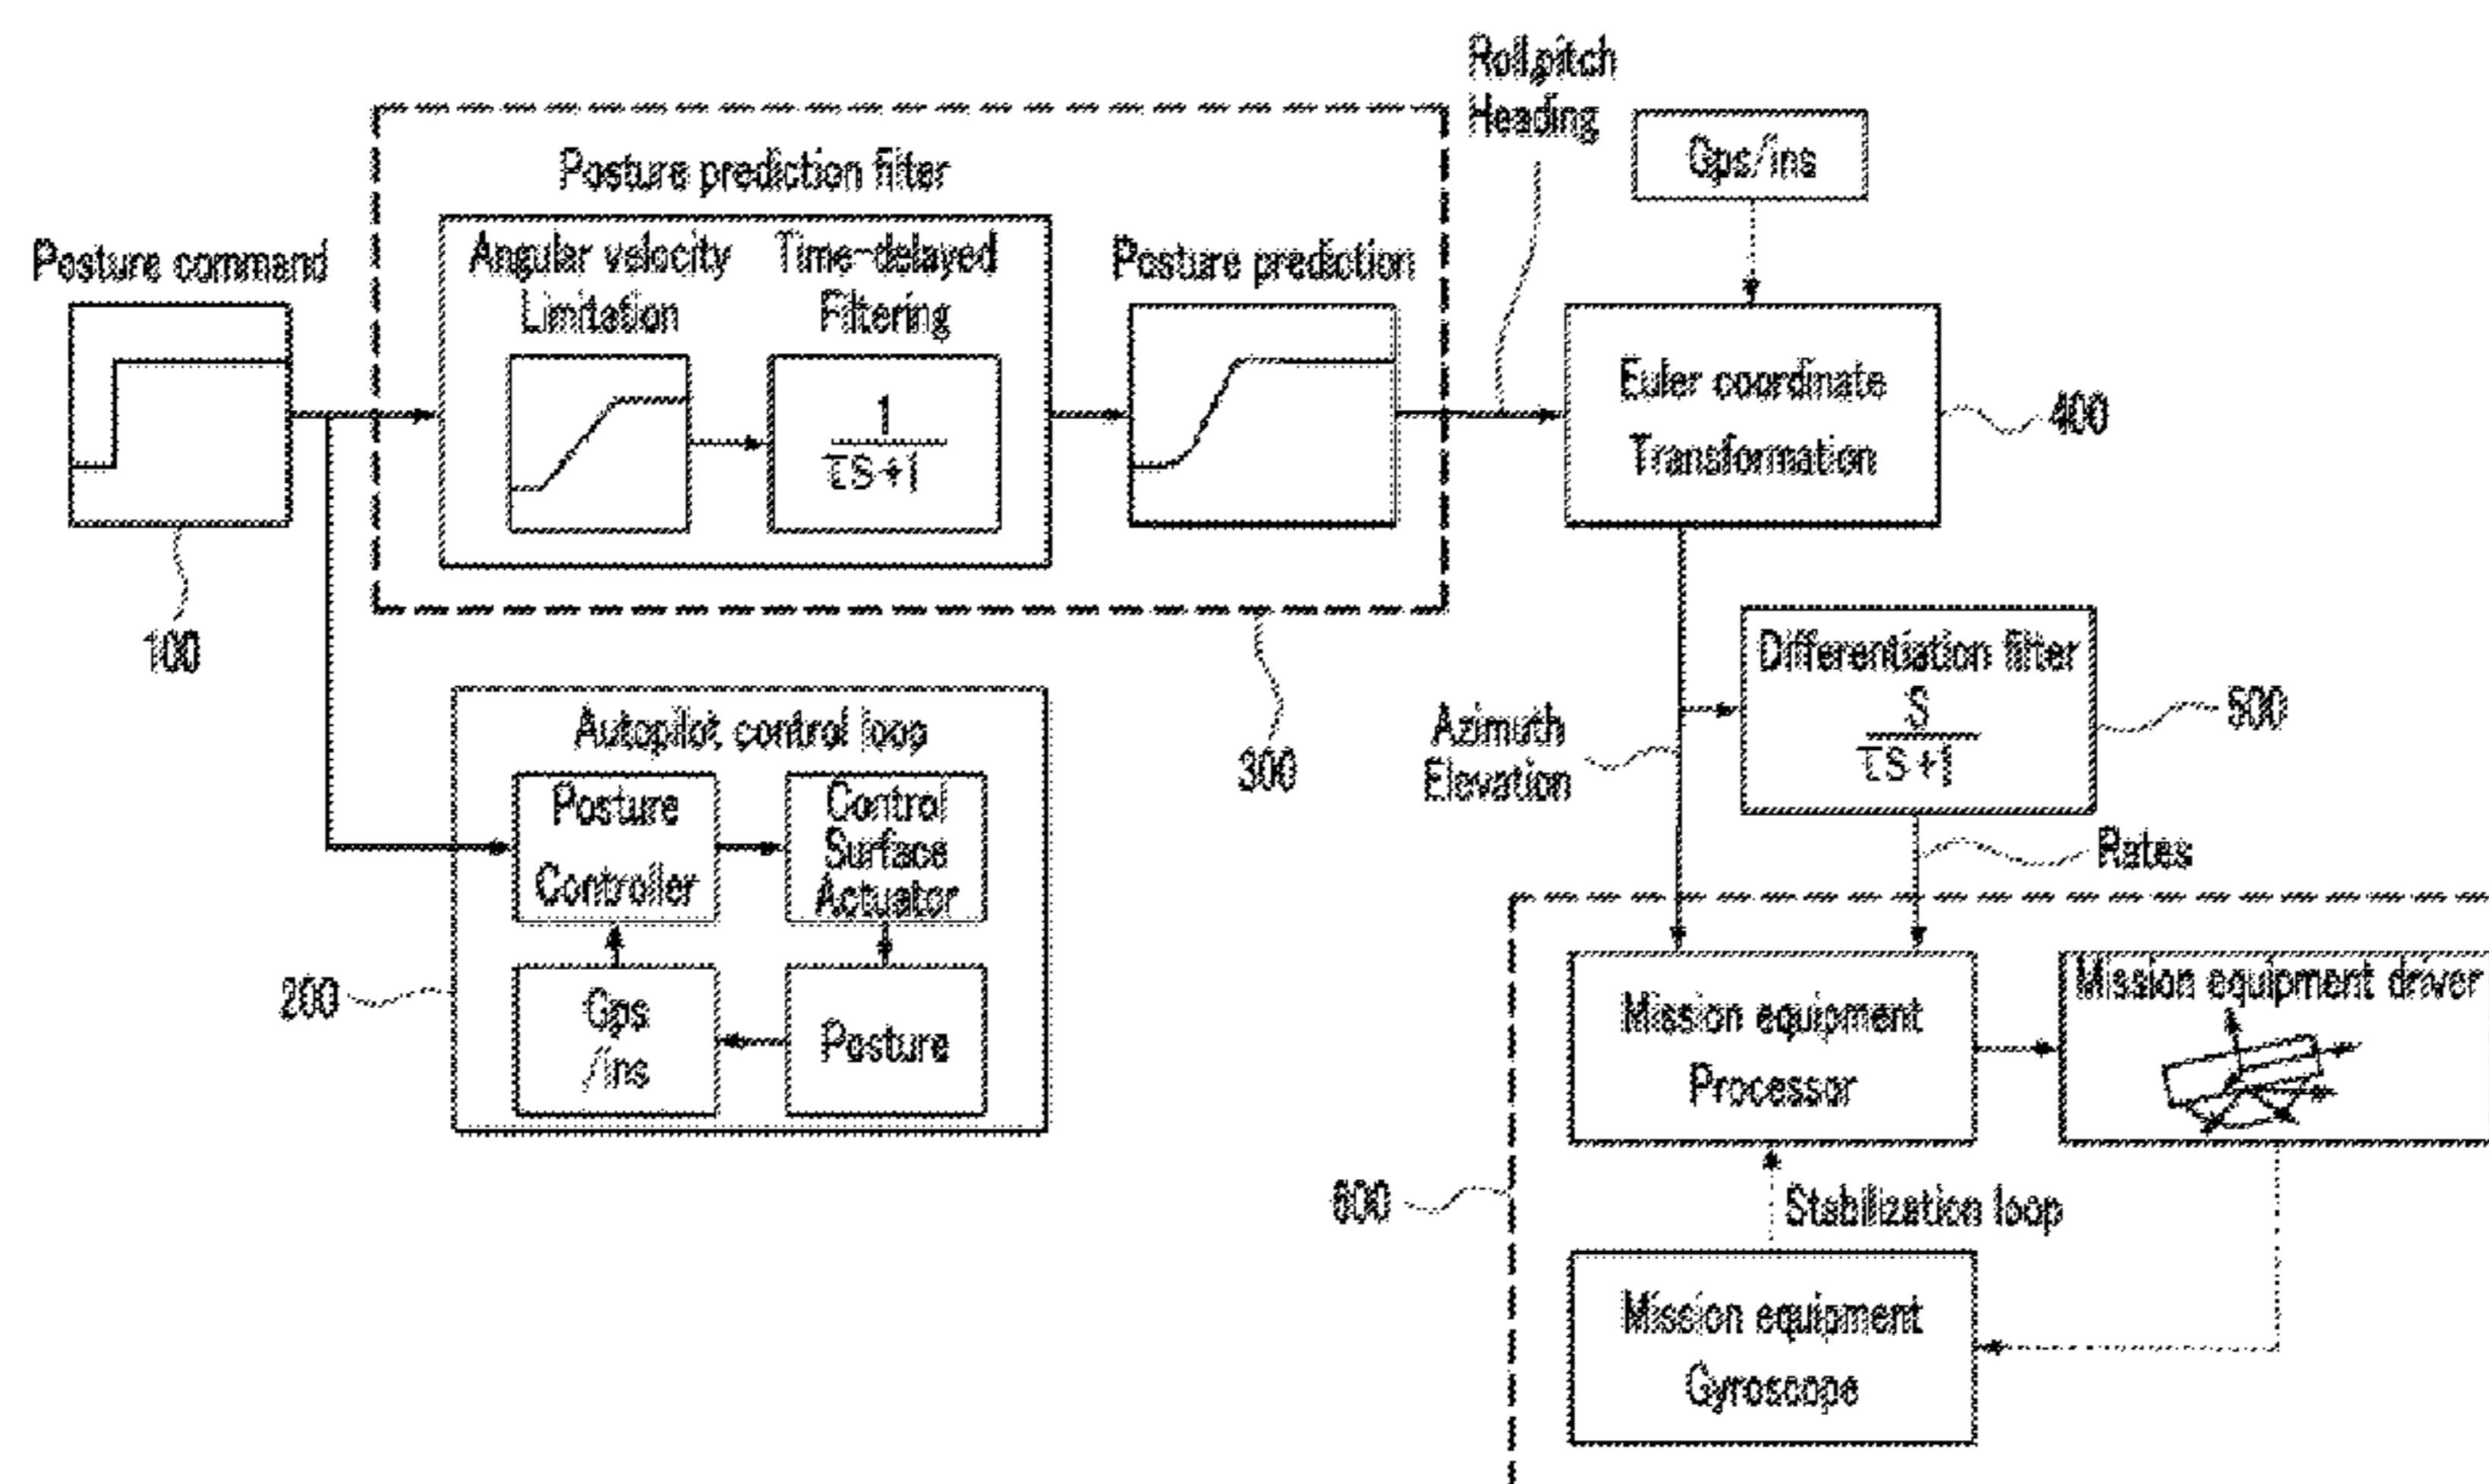 Roll,pitch
Heading
Gps/ins
Posture prediction filter
Posture command
Angular velocity
Limitation
Time-delayed
Filtering
Posture prediction
1
τS+1
Euler coordinate
Transformation
400
100
300
Differentiation filter
S
τS+1
500
Azimuth
Elevation
Rates
Autopilot control loop
Posture
Controller
Control
Surface
Actuator
200
Gps
/ins
Posture
Mission equipment
Processor
Mission equipment driver
600
Stabilization loop
Mission equipment
Gyroscope